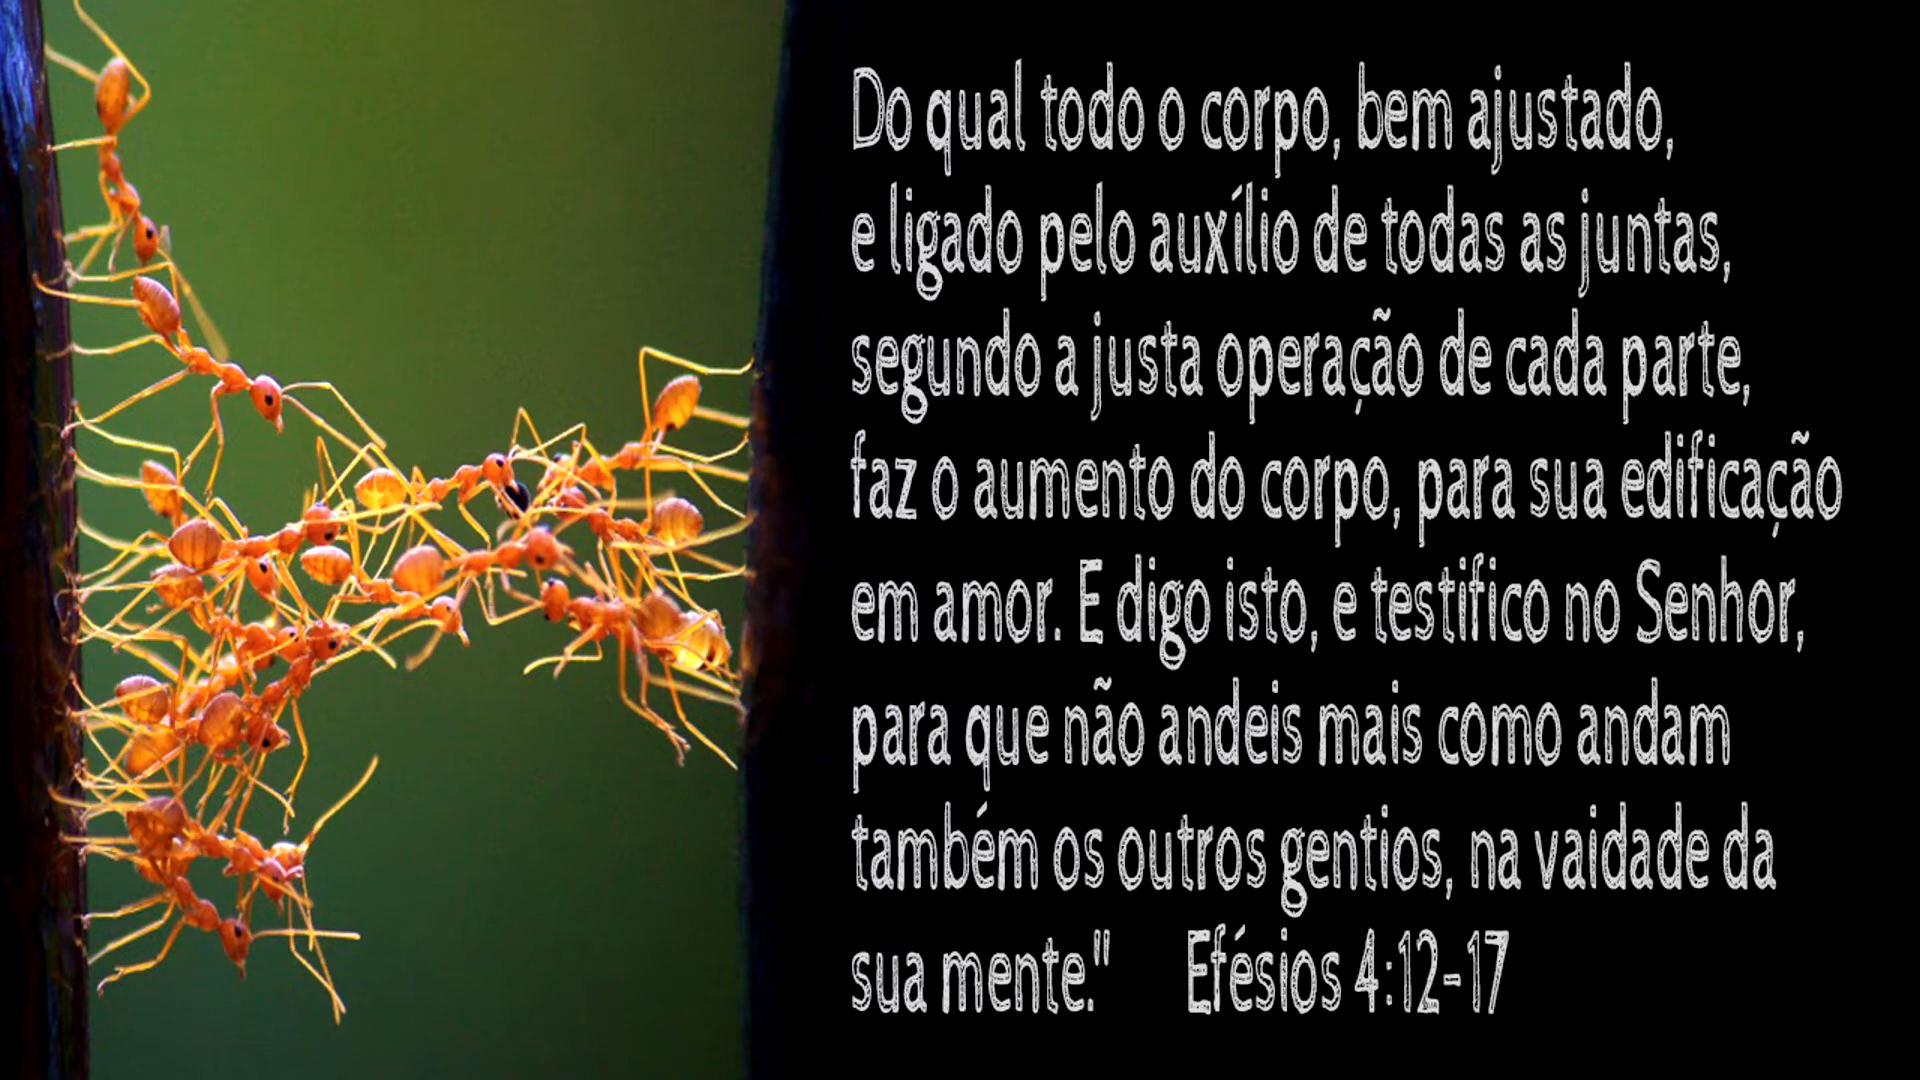 Do qual todo o corpo, bem ajustado,
e ligado pelo auxílio de todas as juntas,
segundo a justa operação de cada parte,
faz o aumento do corpo, para sua edificação
em amor. E digo isto, e testifico no Senhor,
para que não andeis mais como andam
também os outros gentios, na vaidade da
sua mente." Efésios 4:12-17